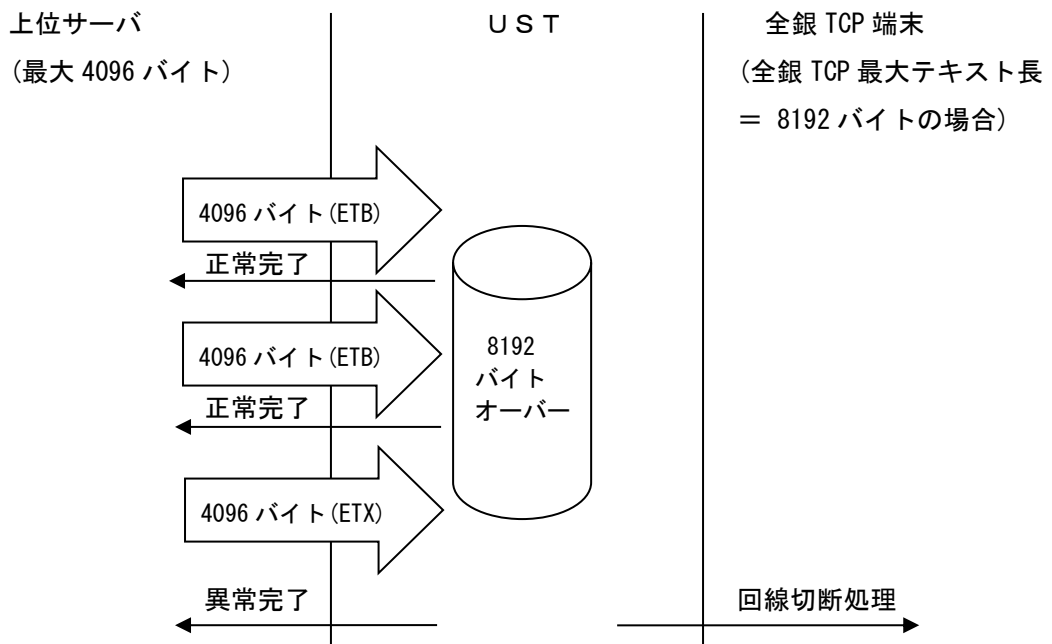 上位サーバ
(最大 4096 バイト)
ＵＳＴ
全銀 TCP 端末
(全銀 TCP 最大テキスト長
＝ 8192 バイトの場合)
4096 バイト(ETB)
正常完了
4096 バイト(ETB)
正常完了
8192
バイト
オーバー
4096 バイト(ETX)
異常完了
回線切断処理